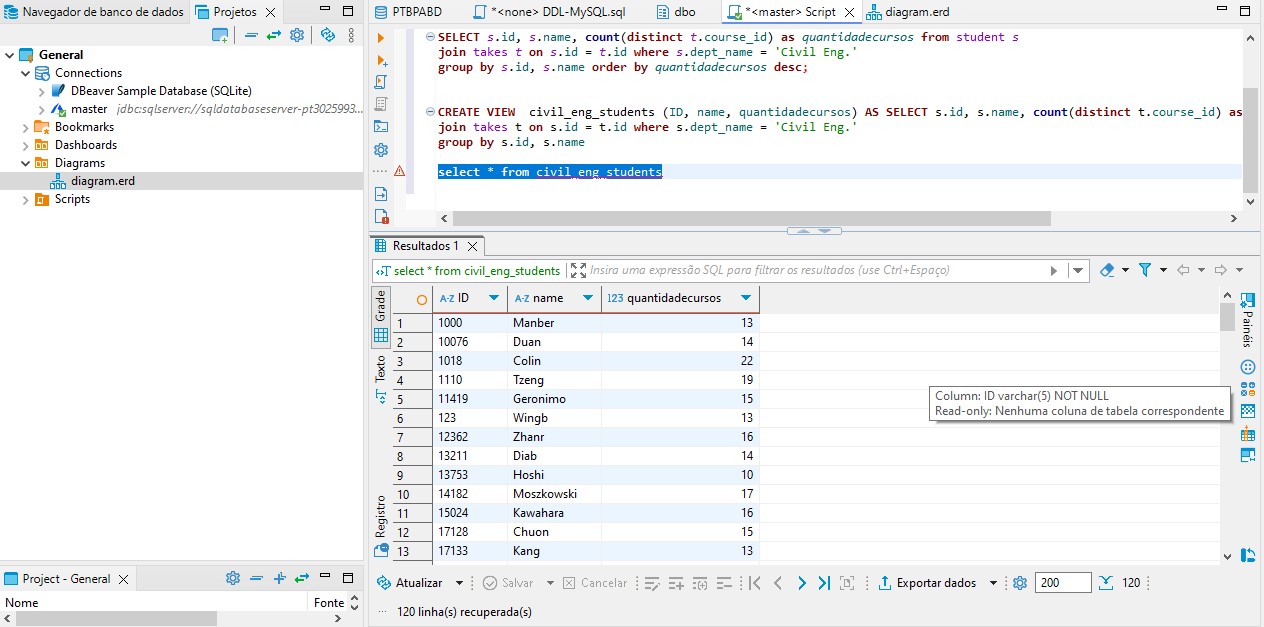 Navegador de banco de dados
Projetos
General
Connections
DBeaver Sample Database (SQLite)
master jdbc:sqlserver://sqldatabaseserver-pt3025993...
Bookmarks
Dashboards
Diagrams
diagram.erd
Scripts
Project - General
Nome Fonte
PTBPABD
*<none> DDL-MySQL.sql
dbo
*<master> Script
diagram.erd
SELECT s.id, s.name, count(distinct t.course_id) as quantidadecursos from student s
join takes t on s.id = t.id where s.dept_name = 'Civil Eng.'
group by s.id, s.name order by quantidadecursos desc;
CREATE VIEW civil_eng_students (ID, name, quantidadecursos) AS SELECT s.id, s.name, count(distinct t.course_id) as
join takes t on s.id = t.id where s.dept_name = 'Civil Eng.'
group by s.id, s.name
select * from civil_eng_students
Resultados 1
select * from civil_eng_students
Insira uma expressão SQL para filtrar os resultados (use Ctrl+Espaço)
Grade
Texto
Registro
A-Z ID A-Z name 123 quantidadecursos
1 1000 Manber 13
2 10076 Duan 14
3 1018 Colin 22
4 1110 Tzeng 19
5 11419 Geronimo 15
6 123 Wingb 13
7 12362 Zhanr 16
8 13211 Diab 14
9 13753 Hoshi 10
10 14182 Moszkowski 17
11 15024 Kawahara 16
12 17128 Chuon 15
13 17133 Kang 13
Column: ID varchar(5) NOT NULL
Read-only: Nenhuma coluna de tabela correspondente
Painéis
Atualizar Salvar Cancelar Exportar dados 200 120
120 linha(s) recuperada(s)